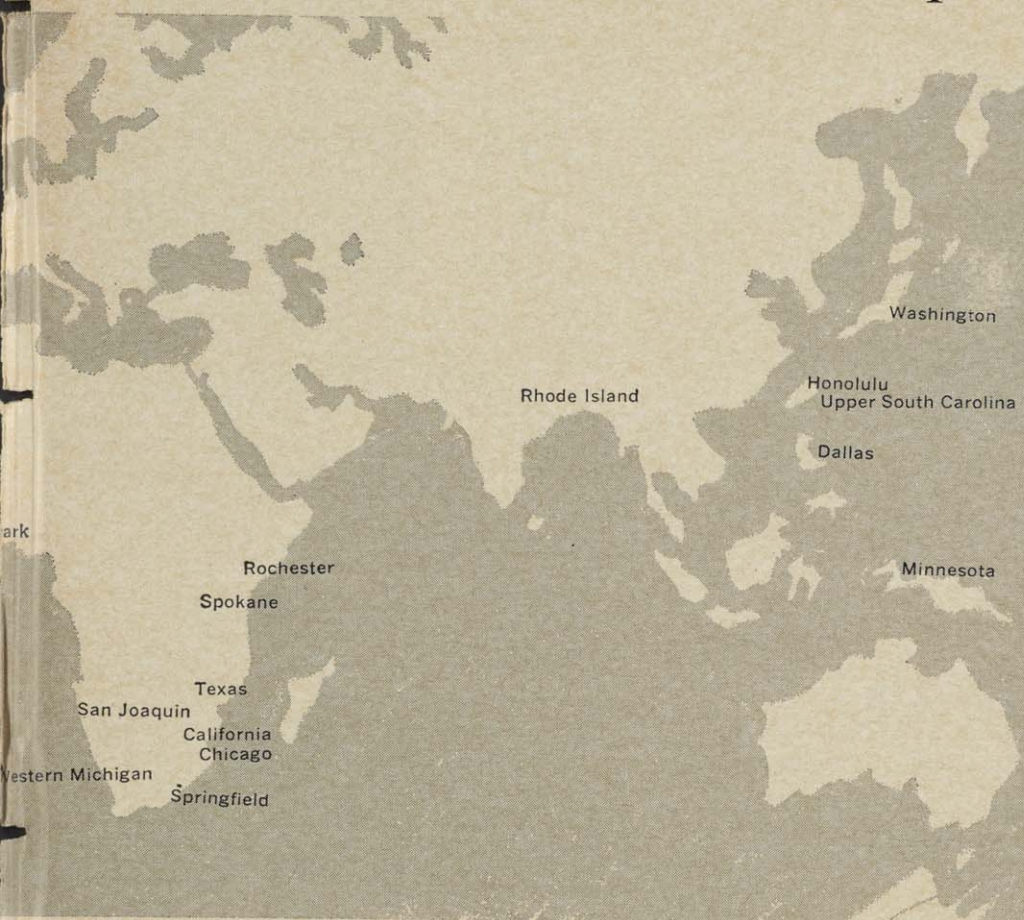 Washington
Rhode Island
Honolulu
Upper South Carolina
Dallas
ark
Rochester
Minnesota
Spokane
Texas
San Joaquin
California
Chicago
Western Michigan
Springfield